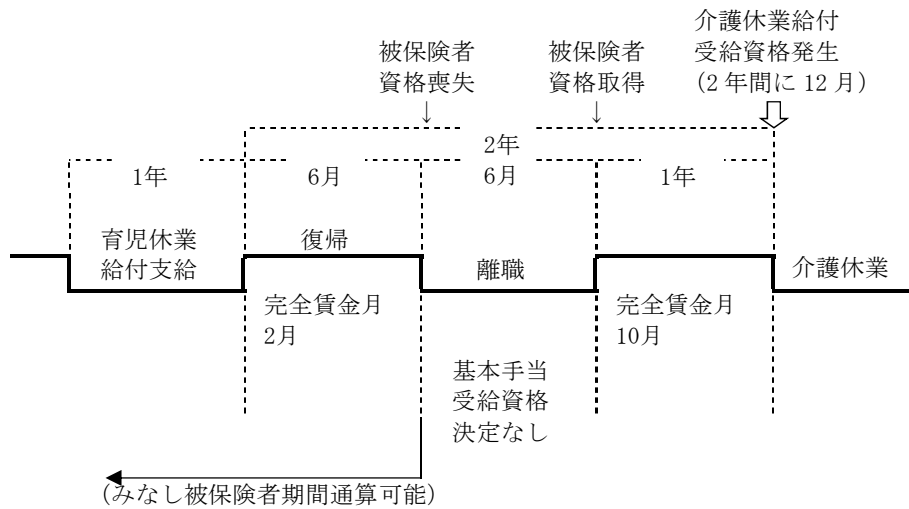 介護休業給付
受給資格発生
(2 年間に 12 月)
被保険者
資格喪失
↓
被保険者
資格取得
↓
2年
1年
6月
6月
1年
育児休業
給付支給
復帰
離職
介護休業
完全賃金月
2月
完全賃金月
10月
基本手当
受給資格
決定なし
(みなし被保険者期間通算可能)